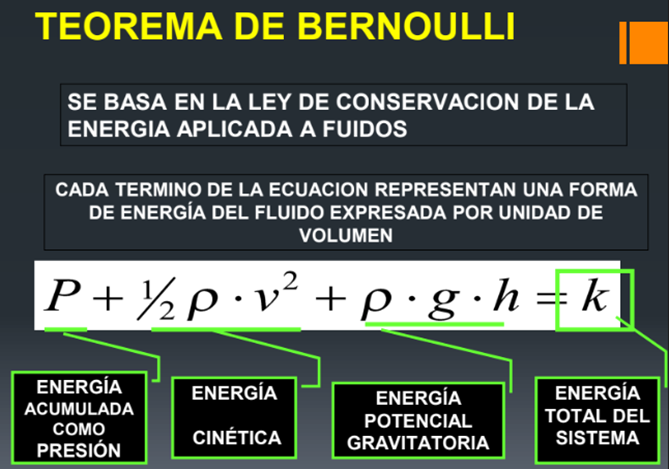 TEOREMA DE BERNOULLI
SE BASA EN LA LEY DE CONSERVACION DE LA
ENERGIA APLICADA A FUIDOS
CADA TERMINO DE LA ECUACION REPRESENTAN UNA FORMA
DE ENERGÍA DEL FLUIDO EXPRESADA POR UNIDAD DE
VOLUMEN
P + ½ ρ · v² + ρ · g · h = k
ENERGÍA
ACUMULADA
COMO
PRESIÓN
ENERGÍA
CINÉTICA
ENERGÍA
POTENCIAL
GRAVITATORIA
ENERGÍA
TOTAL DEL
SISTEMA